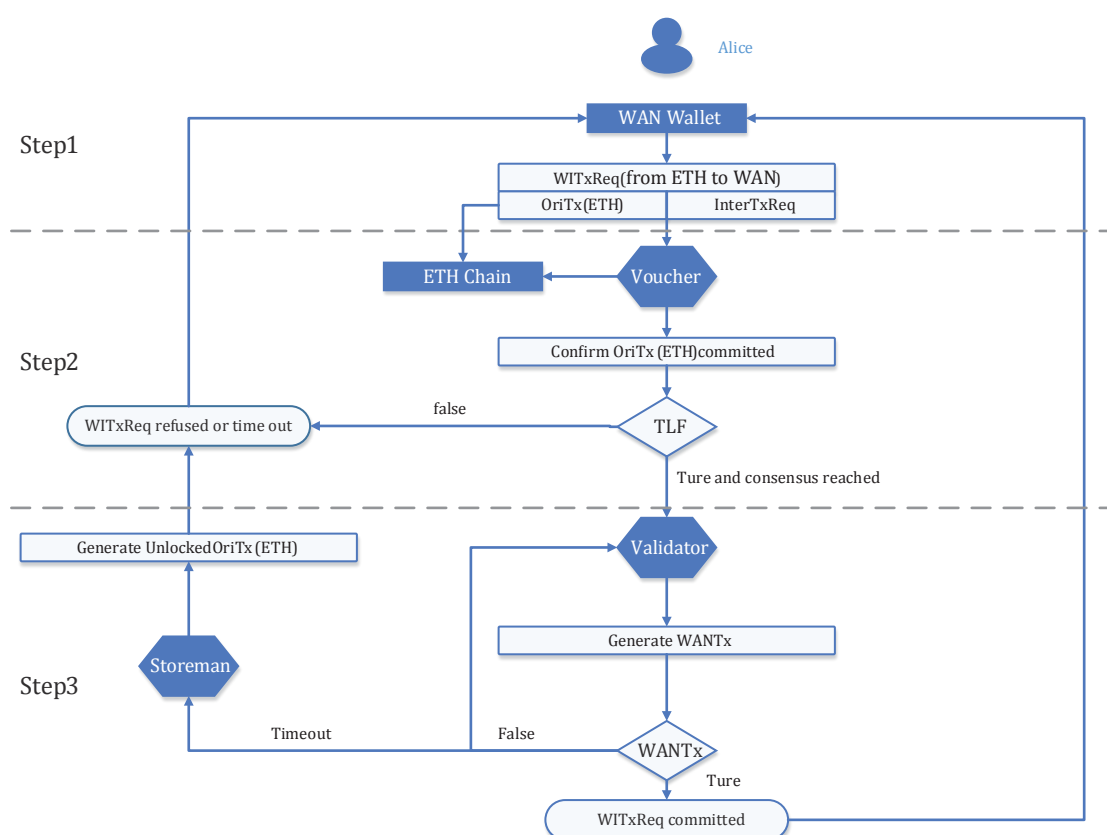 Alice
WAN Wallet
Step1
WITxReq(from ETH to WAN)
OriTx(ETH)
InterTxReq
ETH Chain
Voucher
Confirm OriTx (ETH)committed
Step2
false
WITxReq refused or time out
TLF
Ture and consensus reached
Generate UnlockedOriTx (ETH)
Validator
Generate WANTx
Storeman
Step3
Timeout
False
WANTx
Ture
WITxReq committed